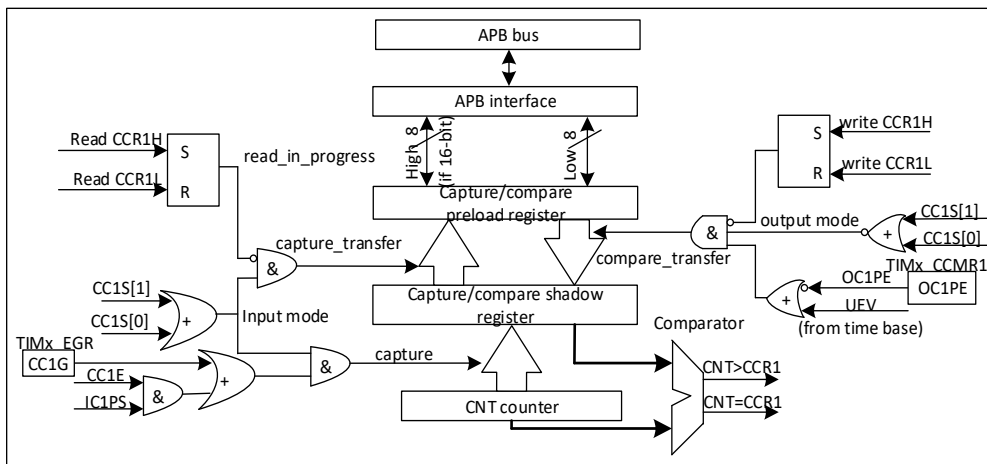 APB bus
APB interface
High 8
(if 16-bit)
Low 8
Read CCR1H
Read CCR1L
S
R
read_in_progress
write CCR1H
write CCR1L
S
R
Capture/compare
preload register
capture_transfer
&
compare_transfer
&
output mode
+
CC1S[1]
CC1S[0]
TIMx_CCMR1
OC1PE
OC1PE
UEV
(from time base)
+
Capture/compare shadow
register
CC1S[1]
CC1S[0]
+
Input mode
TIMx_EGR
CC1G
CC1E
IC1PS
&
+
&
capture
CNT counter
Comparator
CNT>CCR1
CNT=CCR1